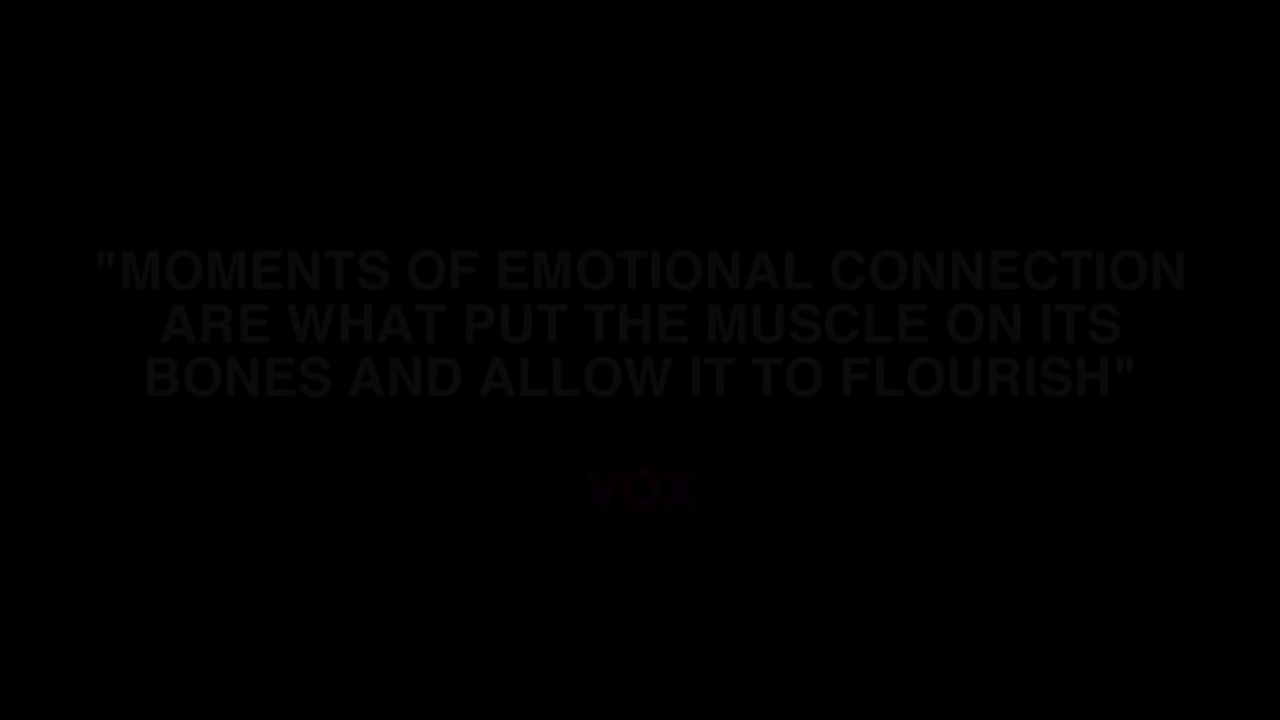 "MOMENTS OF EMOTIONAL CONNECTION
ARE WHAT PUT THE MUSCLE ON ITS
BONES AND ALLOW IT TO FLOURISH"
VOX